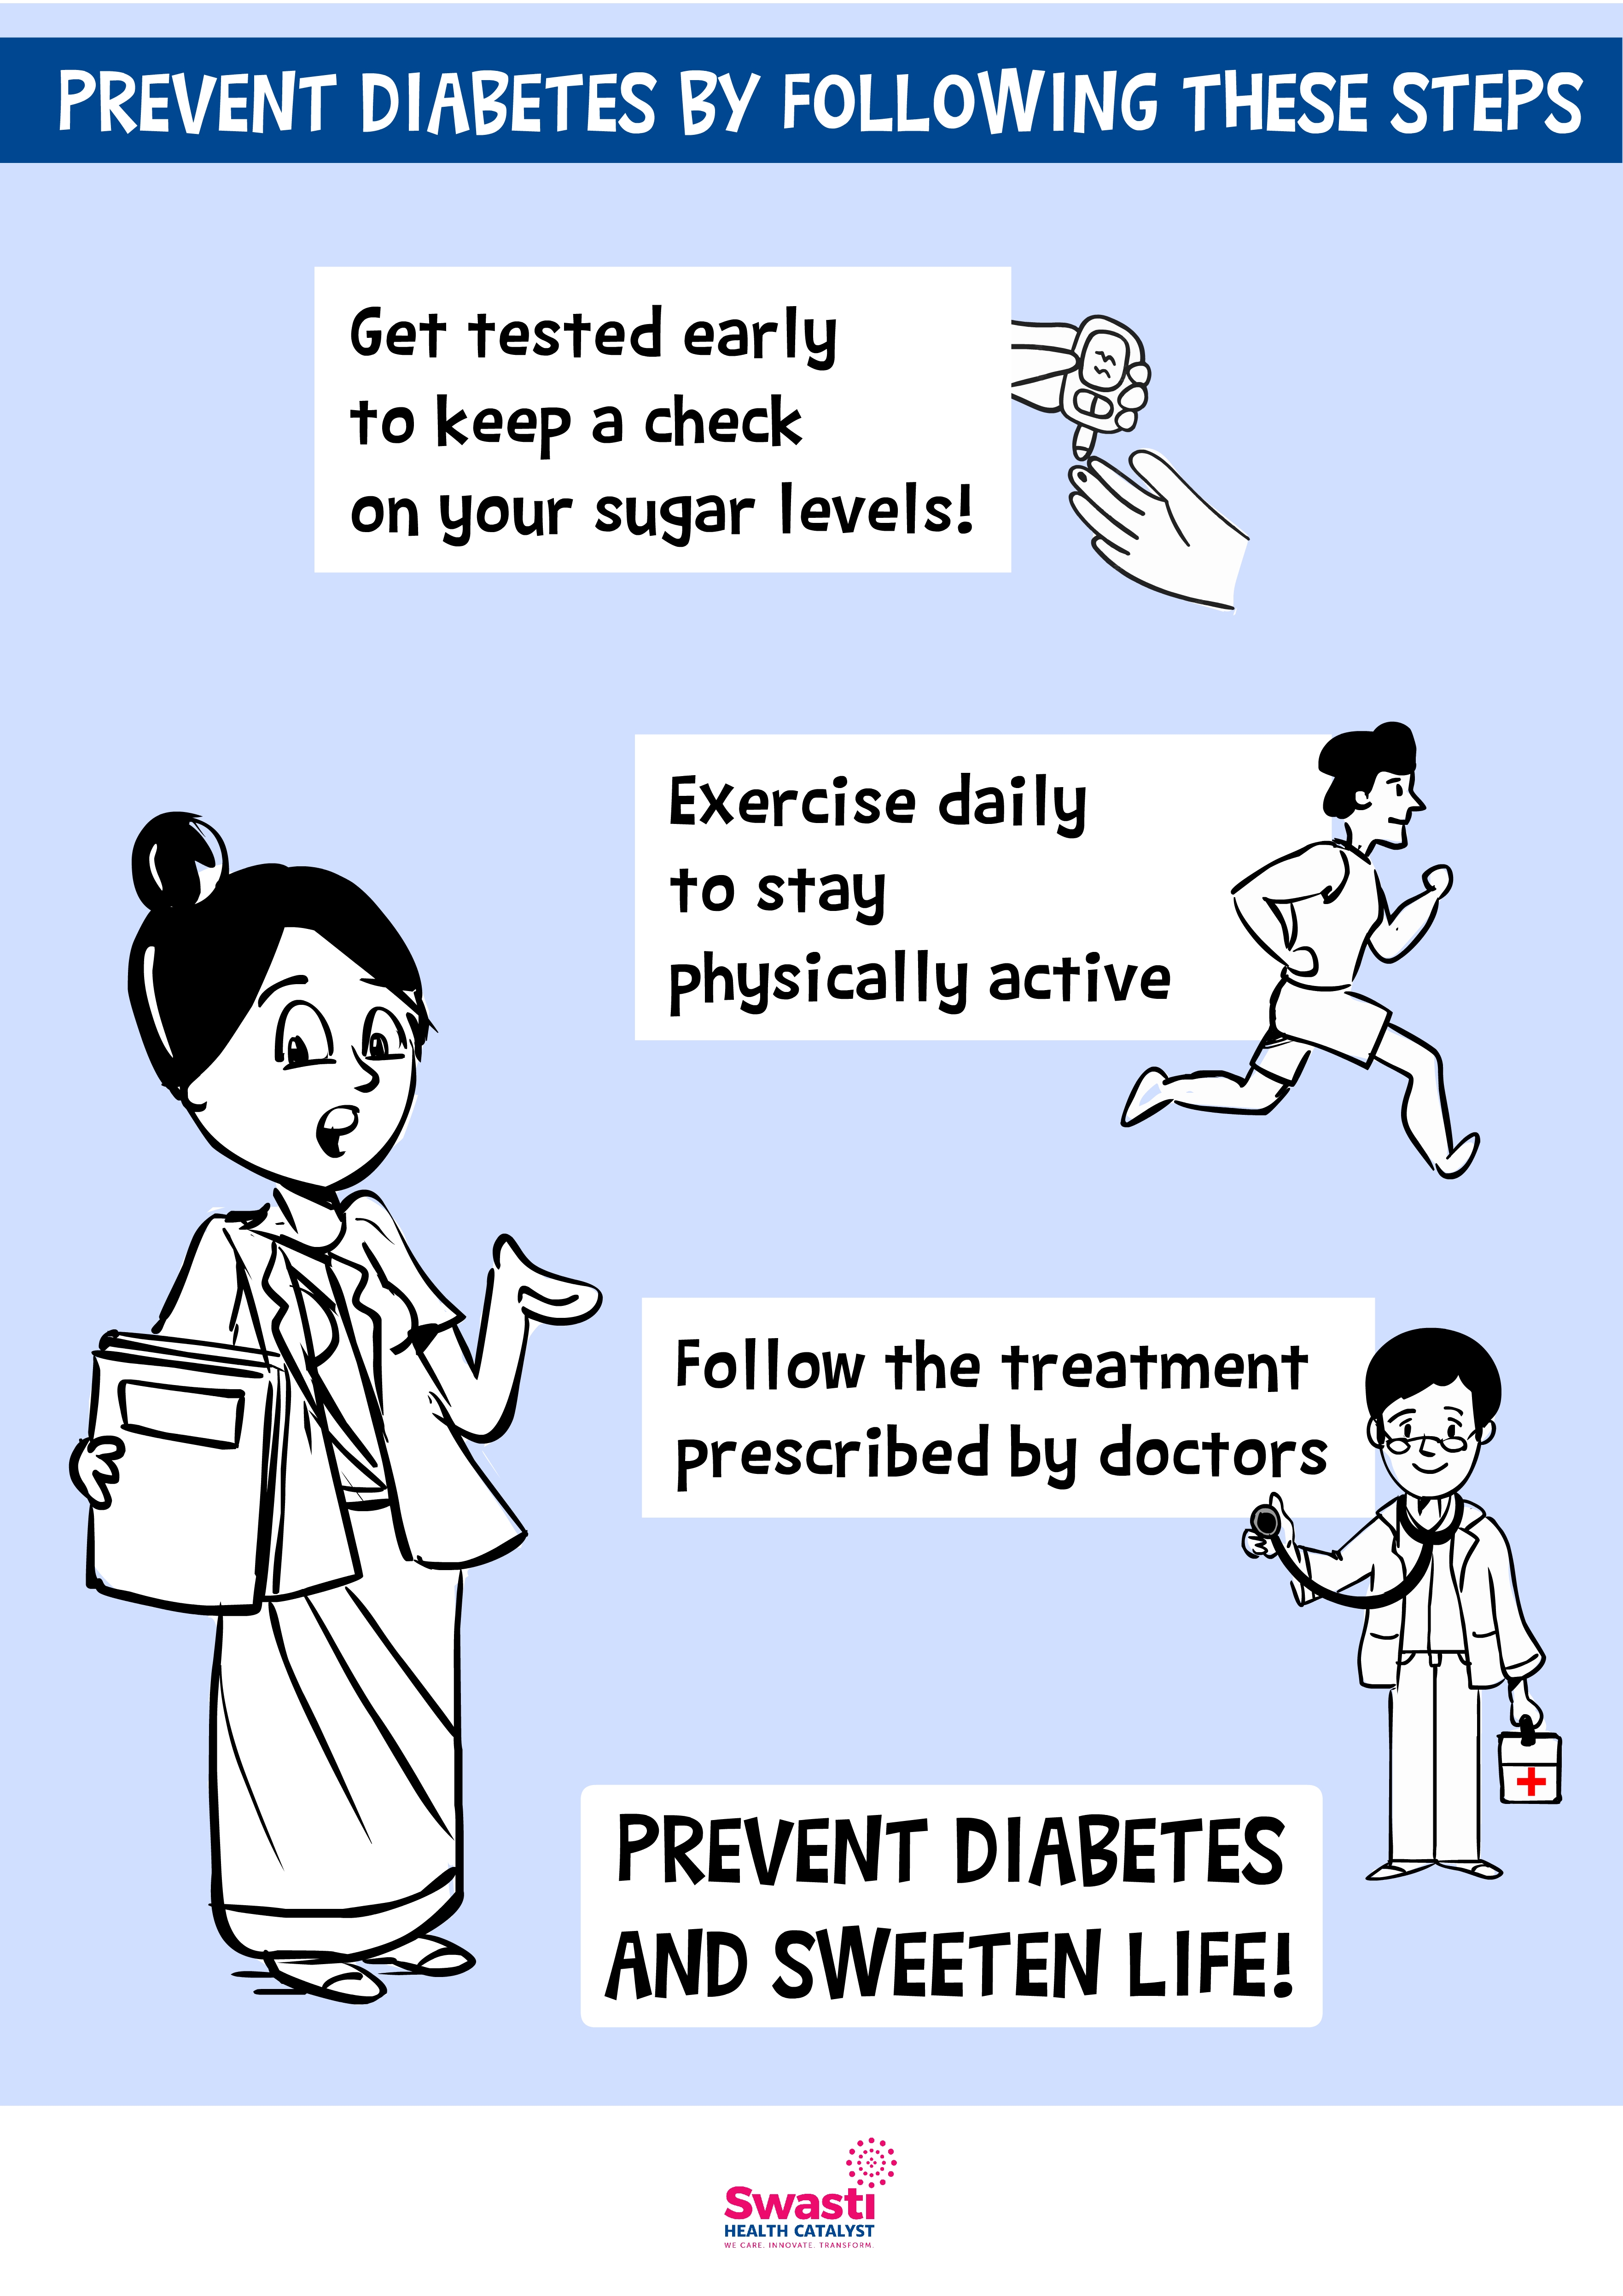 PREVENT DIABETES BY FOLLOWING THESE STEPS
Get tested early
to keep a check
on your sugar levels!
Exercise daily
to stay
physically active
Follow the treatment
prescribed by doctors
PREVENT DIABETES
AND SWEETEN LIFE!
Swasti
HEALTH CATALYST
WE CARE. INNOVATE. TRANSFORM.